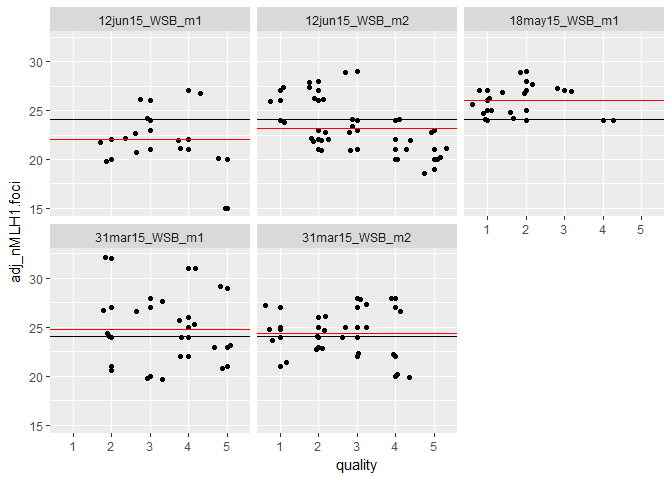 12jun15_WSB_m1 12jun15_WSB_m2 18may15_WSB_m1
30
25
20
15
1 2 3 4 5
31mar15_WSB_m1 31mar15_WSB_m2
30
25
20
15
1 2 3 4 5 1 2 3 4 5
adj_nMLH1.foci
quality